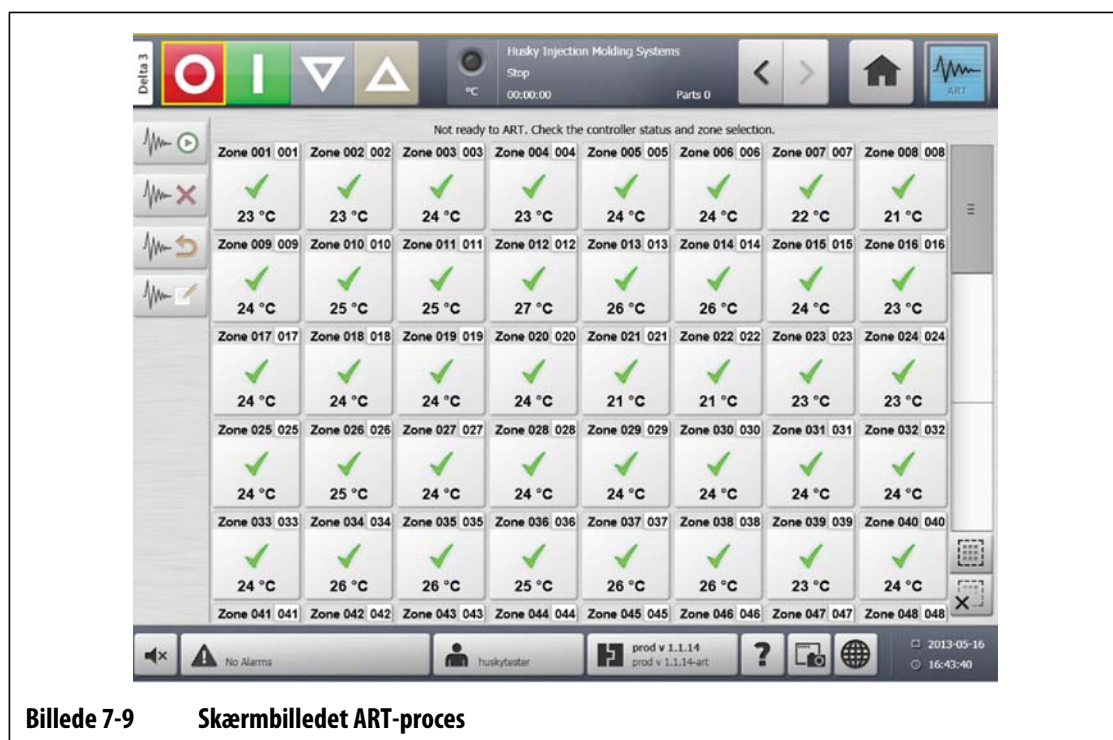 Delta 3
°C
Husky Injection Molding Systems
Stop
00:00:00 Parts 0
ART
Not ready to ART. Check the controller status and zone selection.
Zone 001 001 Zone 002 002 Zone 003 003 Zone 004 004 Zone 005 005 Zone 006 006 Zone 007 007 Zone 008 008
23 °C 23 °C 24 °C 23 °C 24 °C 24 °C 22 °C 21 °C
Zone 009 009 Zone 010 010 Zone 011 011 Zone 012 012 Zone 013 013 Zone 014 014 Zone 015 015 Zone 016 016
24 °C 25 °C 25 °C 27 °C 26 °C 26 °C 24 °C 23 °C
Zone 017 017 Zone 018 018 Zone 019 019 Zone 020 020 Zone 021 021 Zone 022 022 Zone 023 023 Zone 024 024
24 °C 24 °C 24 °C 24 °C 21 °C 21 °C 23 °C 23 °C
Zone 025 025 Zone 026 026 Zone 027 027 Zone 028 028 Zone 029 029 Zone 030 030 Zone 031 031 Zone 032 032
24 °C 25 °C 24 °C 24 °C 24 °C 24 °C 24 °C 24 °C
Zone 033 033 Zone 034 034 Zone 035 035 Zone 036 036 Zone 037 037 Zone 038 038 Zone 039 039 Zone 040 040
24 °C 26 °C 26 °C 25 °C 26 °C 26 °C 23 °C 24 °C
Zone 041 041 Zone 042 042 Zone 043 043 Zone 044 044 Zone 045 045 Zone 046 046 Zone 047 047 Zone 048 048
No Alarms
huskytester
prod v 1.1.14
prod v 1.1.14-art
?
2013-05-16
16:43:40
Billede 7-9 Skærmbilledet ART-proces